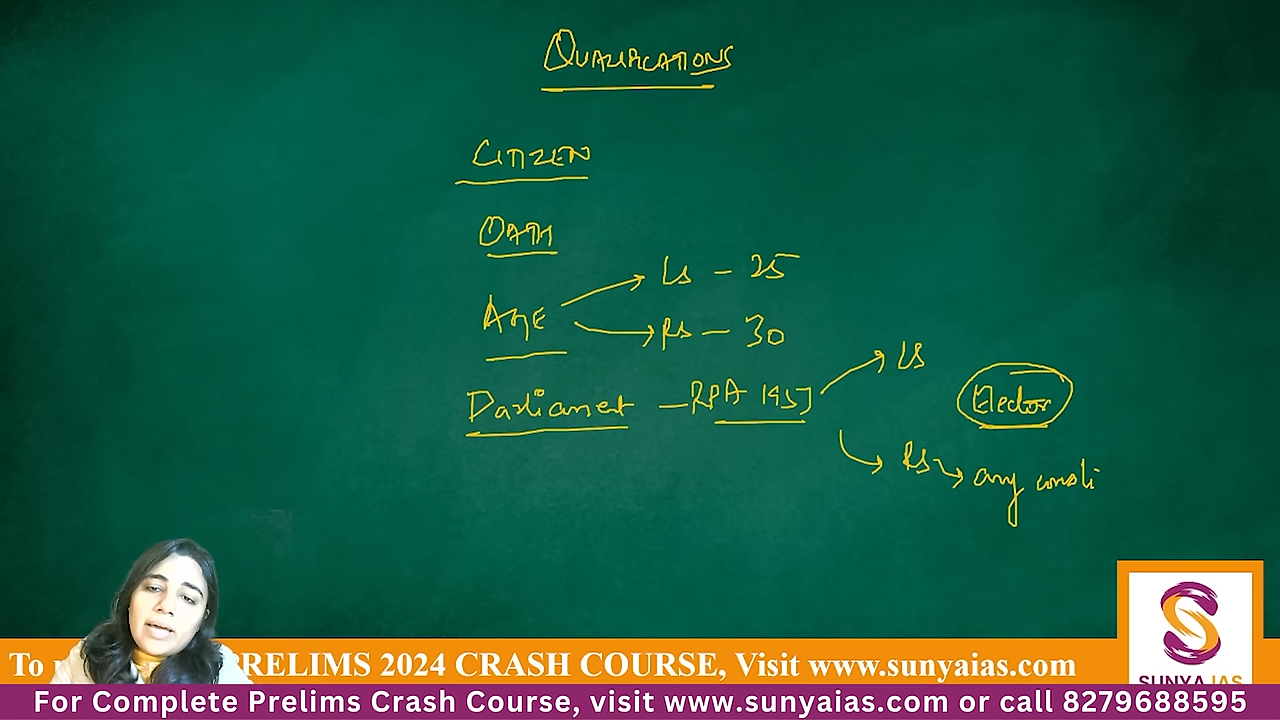 QUALIFICATIONS
CITIZEN
OATH
AGE → LS - 25
→ RS - 30
Parliament - RPA 1951 → LS
Elector
→ RS → any consti
To PRELIMS 2024 CRASH COURSE, Visit www.sunyaias.com
SUNYA IAS
For Complete Prelims Crash Course, visit www.sunyaias.com or call 8279688595